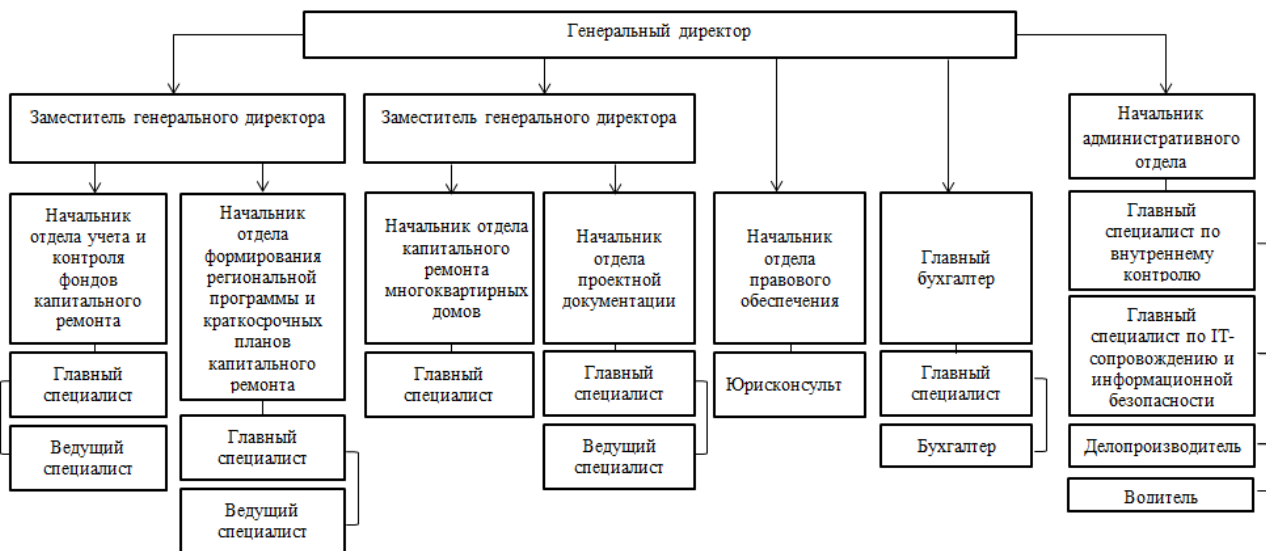 Генеральный директор
Заместитель генерального директора
Заместитель генерального директора
Начальник
административного
отдела
Начальник
отдела учета и
контроля
фондов
капитального
ремонта
Начальник
отдела
формирования
региональной
программы и
краткосрочных
планов
капитального
ремонта
Начальник отдела
капитального
ремонта
многоквартирных
домов
Начальник
отдела
проектной
документации
Начальник
отдела
правового
обеспечения
Главный
бухгалтер
Главный
специалист по
внутреннему
контролю
Главный
специалист по IT-
сопровождению и
информационной
безопасности
Главный
специалист
Главный
специалист
Главный
специалист
Юрисконсульт
Главный
специалист
Ведущий
специалист
Главный
специалист
Ведущий
специалист
Бухгалтер
Делопроизводитель
Ведущий
специалист
Водитель